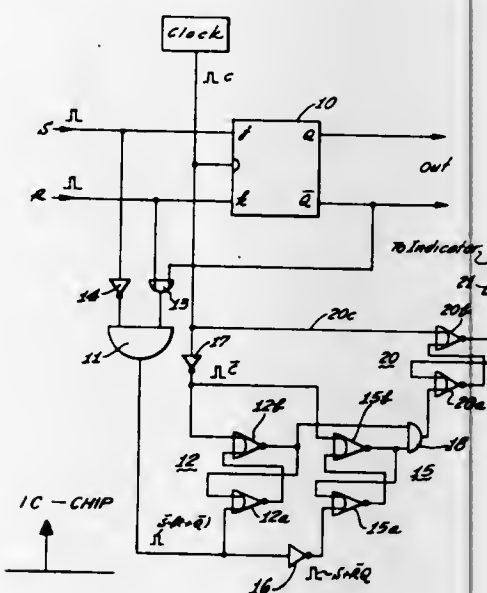 Clock
⎍ C
10
S ⎍
J
Q
Out
R ⎍
k
Q̅
To Indicator
14
13
20b
21
20c
11
17
20
⎍ C̅
20a
12b
15b
18
12
15
12a
15a
IC-CHIP
16